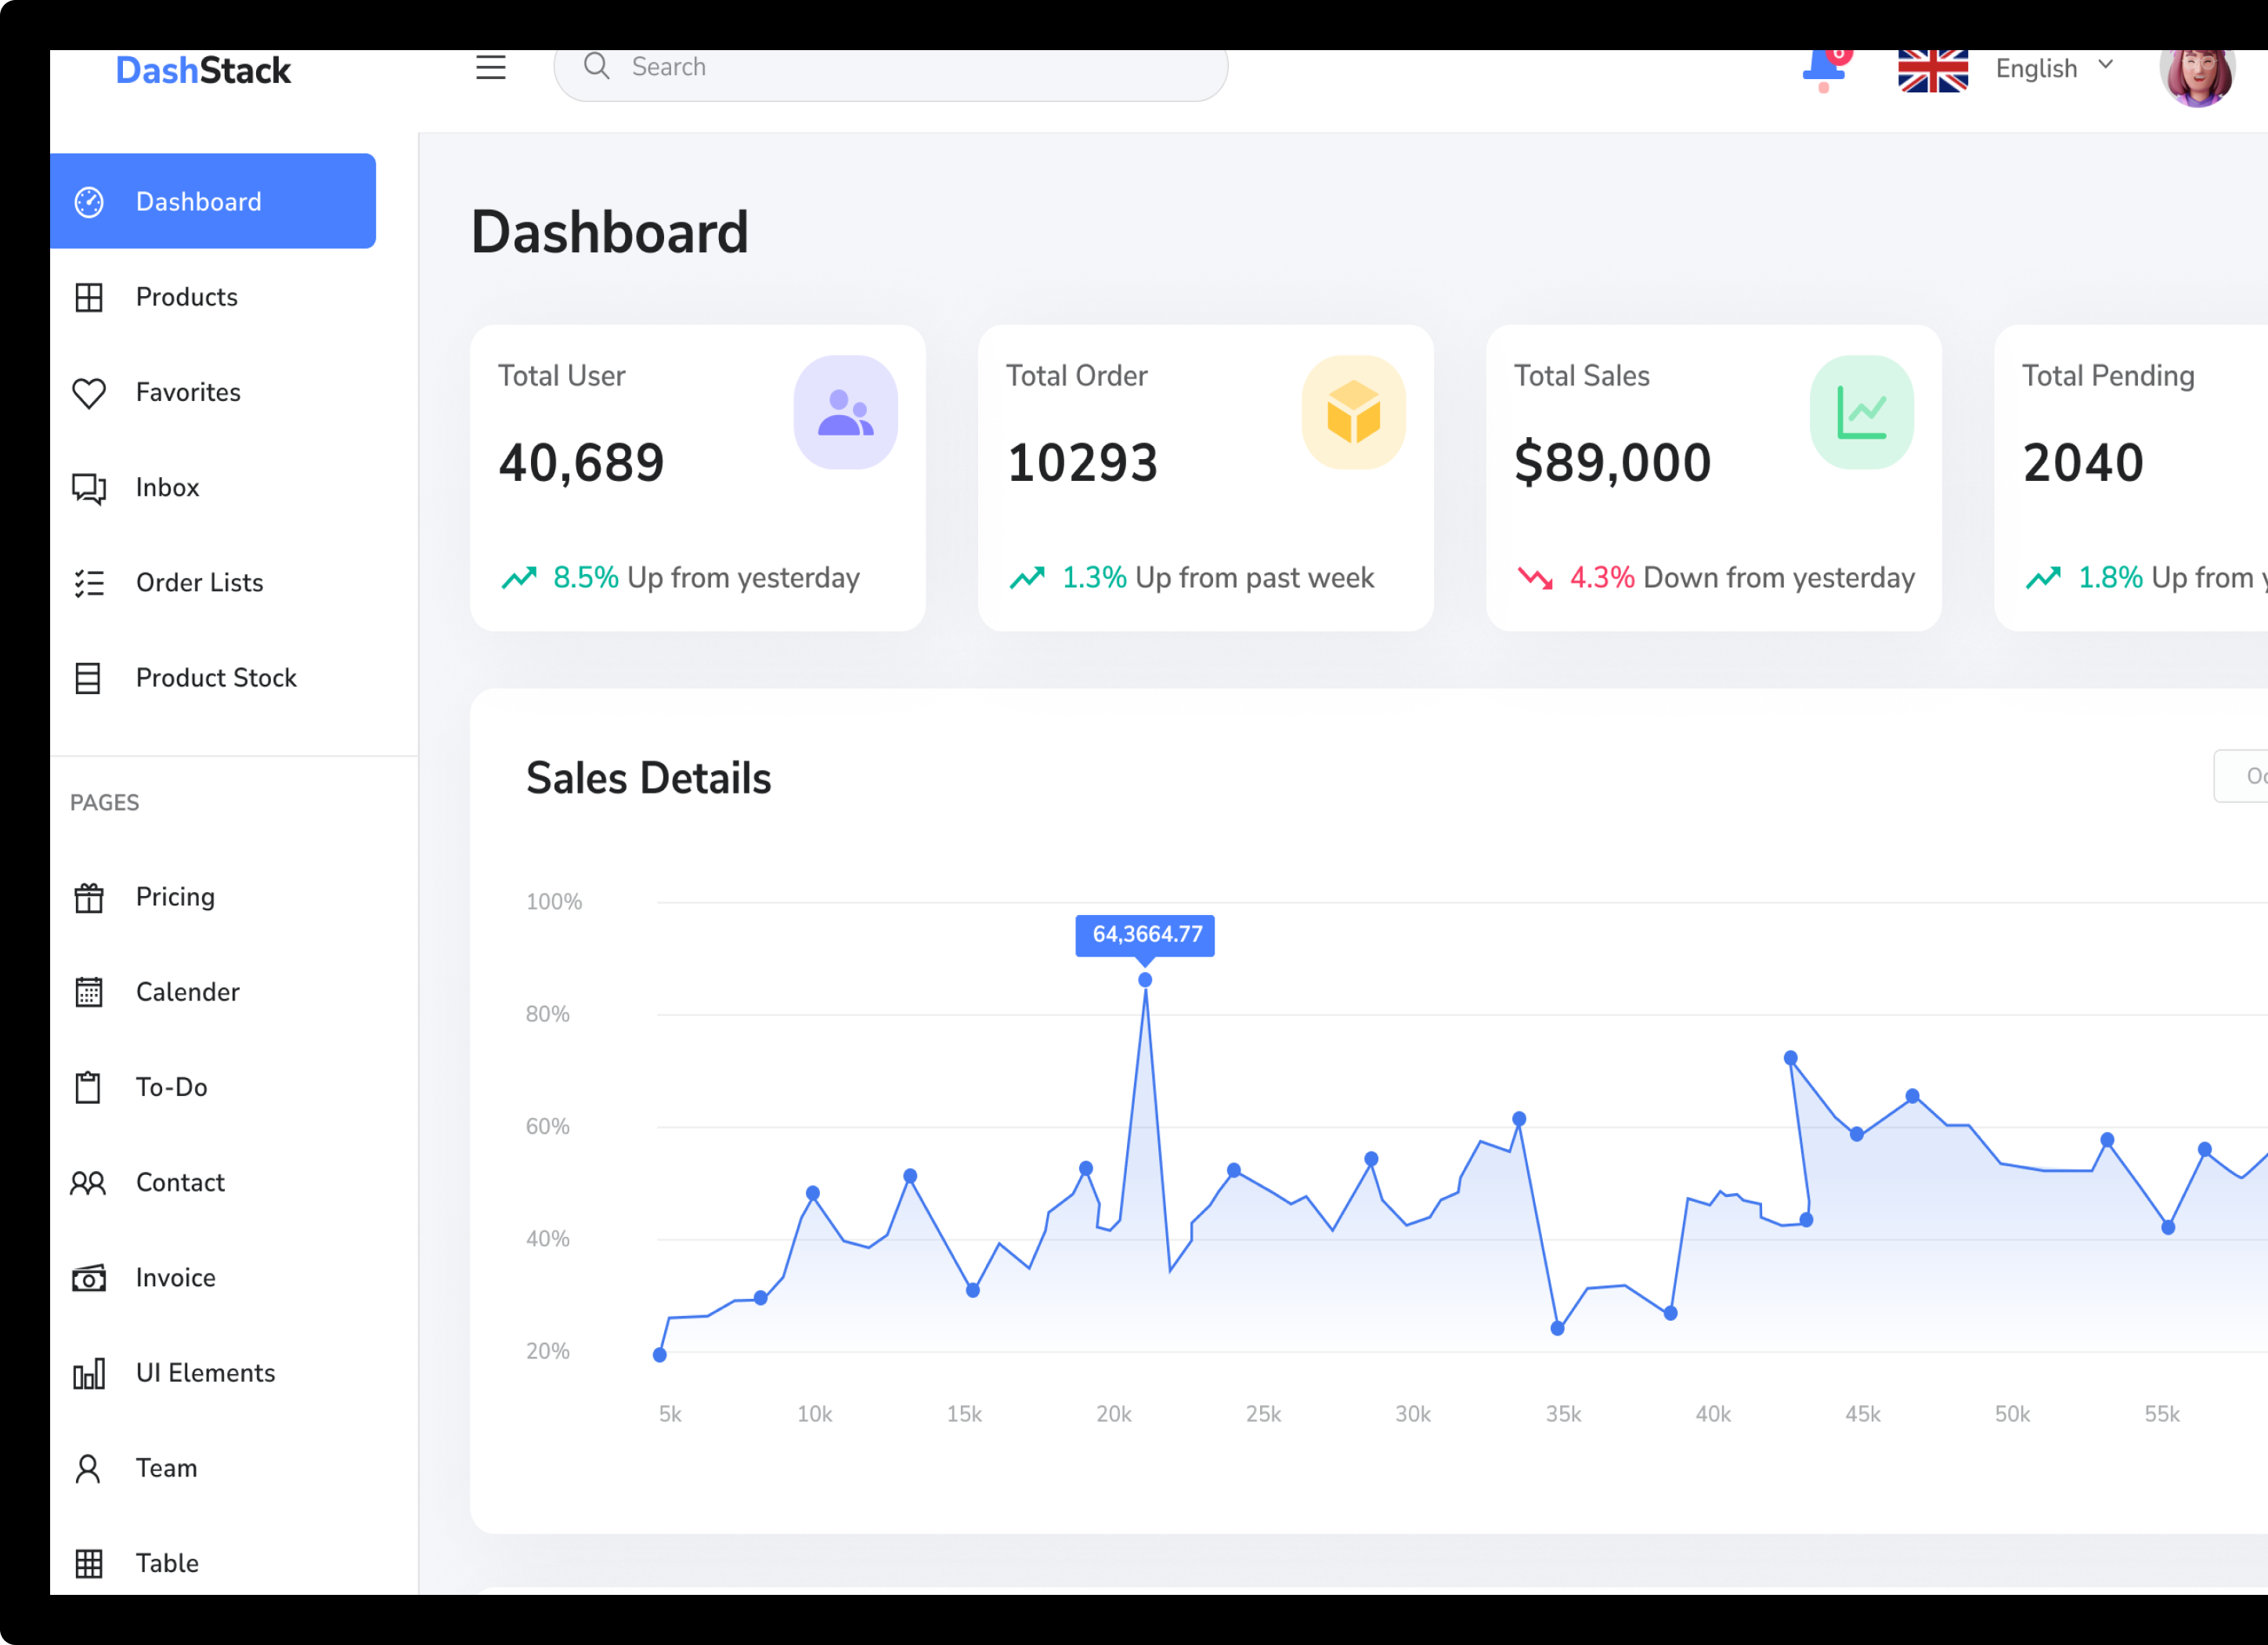 DashStack
Search
6
English
Dashboard
Products
Favorites
Inbox
Order Lists
Product Stock
PAGES
Pricing
Calender
To-Do
Contact
Invoice
UI Elements
Team
Table
Dashboard
Total User
40,689
8.5% Up from yesterday
Total Order
10293
1.3% Up from past week
Total Sales
$89,000
4.3% Down from yesterday
Total Pending
2040
1.8% Up from
Sales Details
100%
80%
60%
40%
20%
64,3664.77
5k 10k 15k 20k 25k 30k 35k 40k 45k 50k 55k